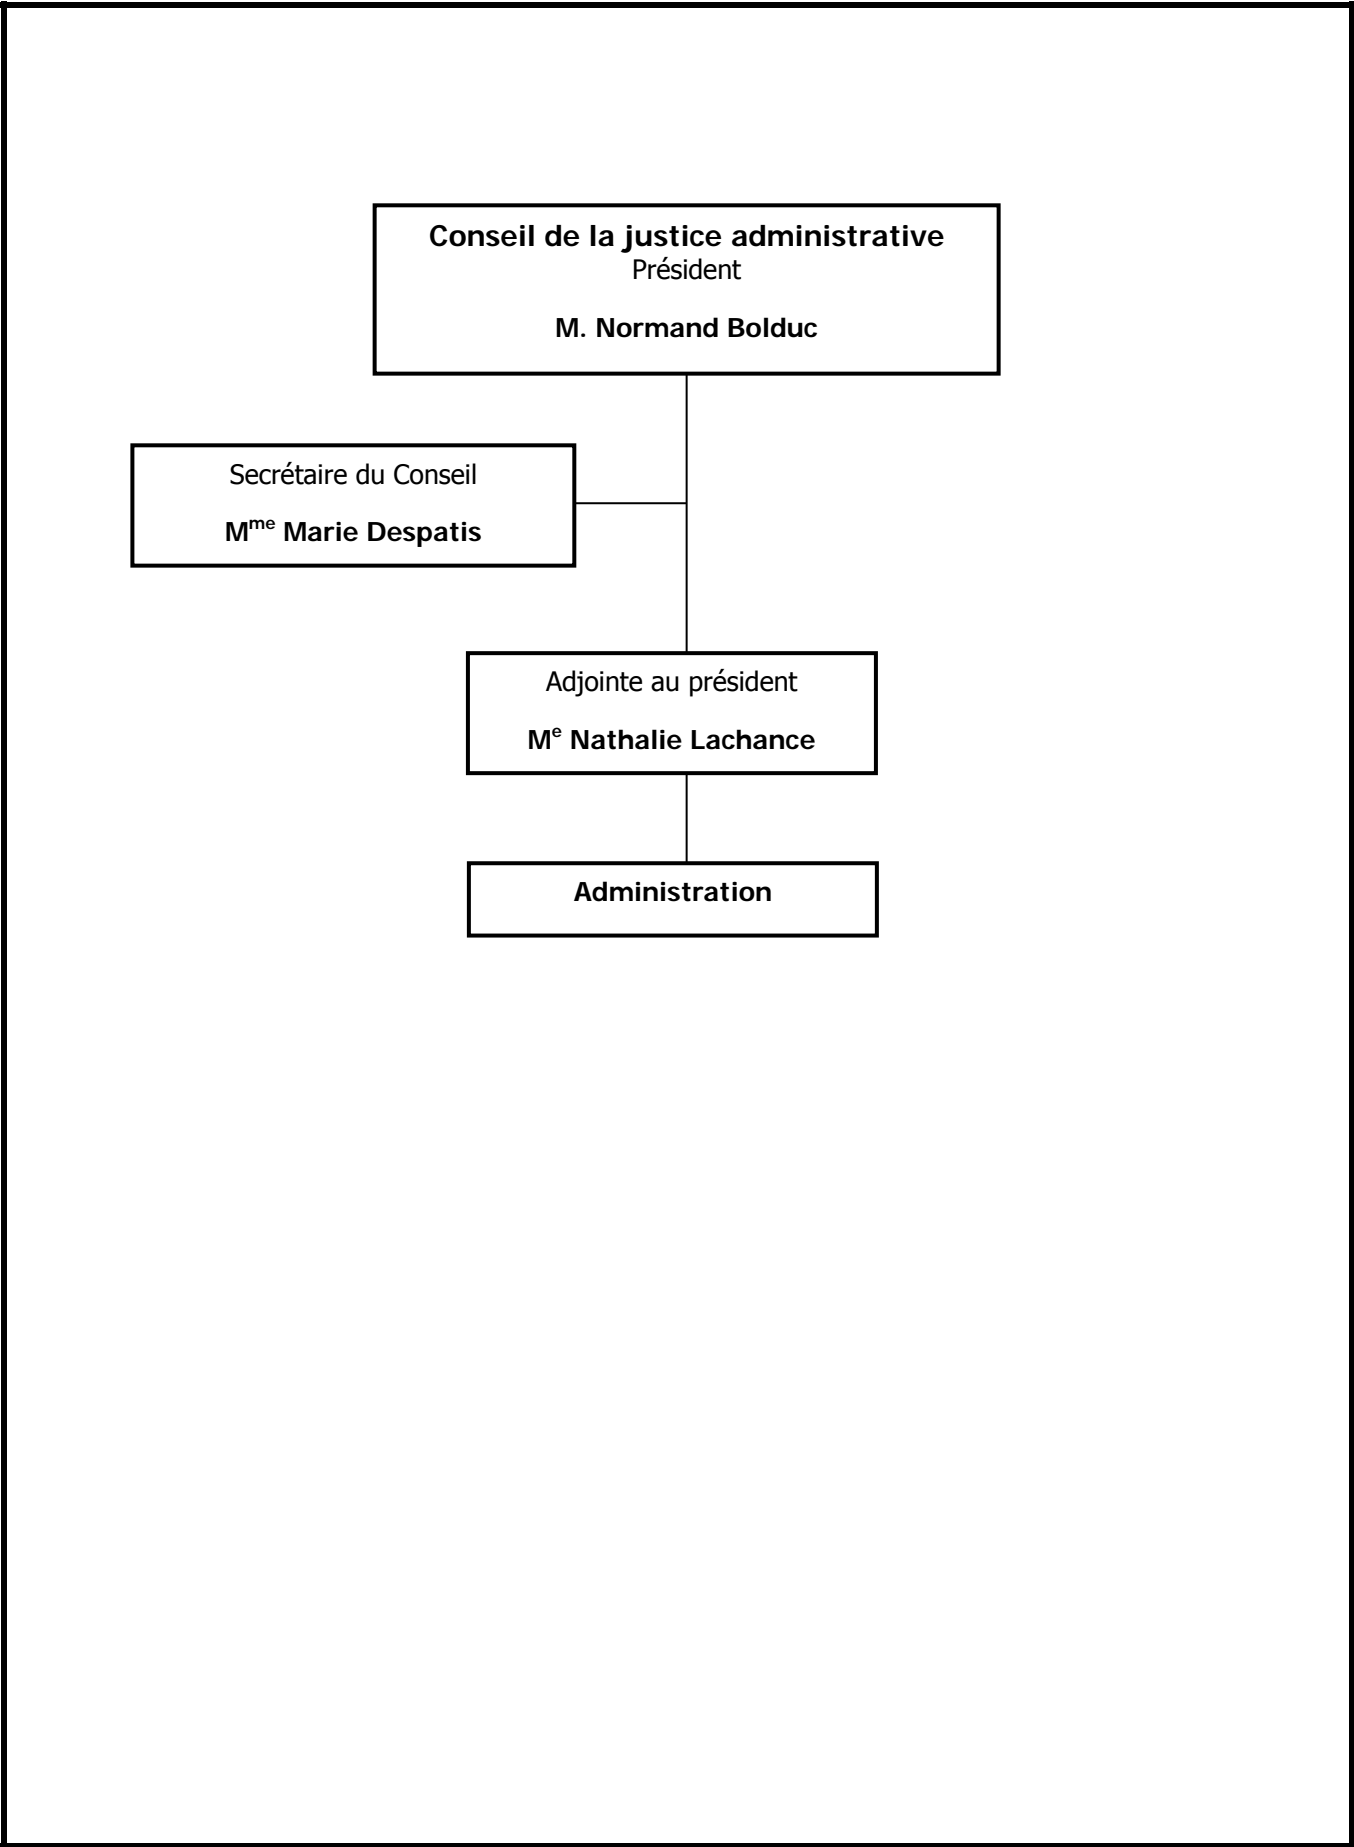 Conseil de la justice administrative
Président
M. Normand Bolduc
Secrétaire du Conseil
Mme Marie Despatis
Adjointe au président
Me Nathalie Lachance
Administration